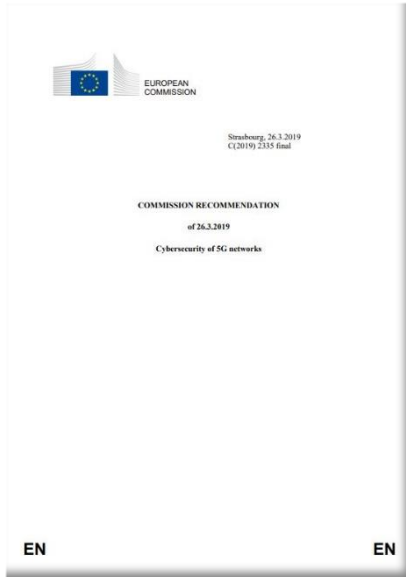 EUROPEAN
COMMISSION
Strasbourg, 26.3.2019
C(2019) 2335 final
COMMISSION RECOMMENDATION
of 26.3.2019
Cybersecurity of 5G networks
EN EN